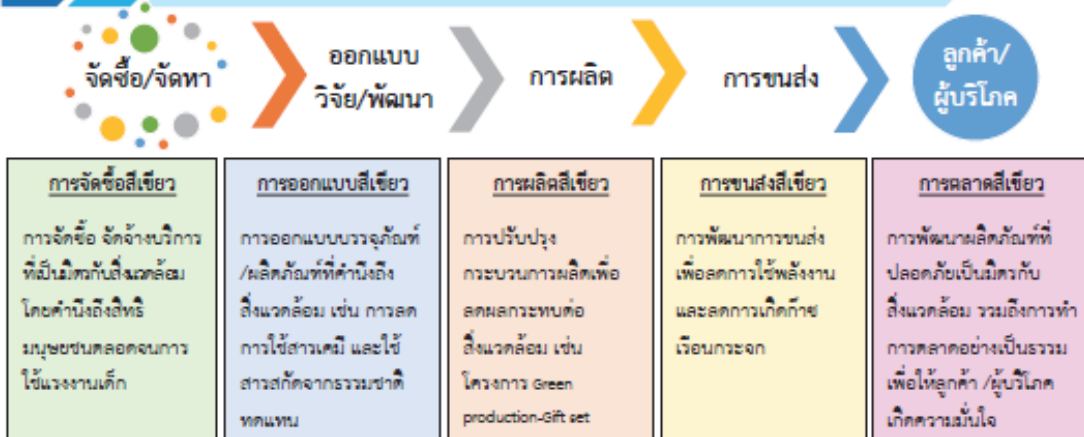 จัดซื้อ/จัดหา
ออกแบบ
วิจัย/พัฒนา
การผลิต
การขนส่ง
ลูกค้า/
ผู้บริโภค
การจัดซื้อสีเขียว
การจัดซื้อ จัดจ้างบริการ
ที่เป็นมิตรกับสิ่งแวดล้อม
โดยคำนึงถึงสิทธิ
มนุษยชนตลอดจนการ
ใช้แรงงานเด็ก
การออกแบบสีเขียว
การออกแบบบรรจุภัณฑ์
/ผลิตภัณฑ์ที่คำนึงถึง
สิ่งแวดล้อม เช่น การลด
การใช้สารเคมี และใช้
สารสกัดจากธรรมชาติ
ทดแทน
การผลิตสีเขียว
การปรับปรุง
กระบวนการผลิตเพื่อ
ลดผลกระทบต่อ
สิ่งแวดล้อม เช่น
โครงการ Green
production-Gift set
การขนส่งสีเขียว
การพัฒนาการขนส่ง
เพื่อลดการใช้พลังงาน
และลดการเกิดก๊าซ
เรือนกระจก
การตลาดสีเขียว
การพัฒนาผลิตภัณฑ์ที่
ปลอดภัยเป็นมิตรกับ
สิ่งแวดล้อม รวมถึงการทำ
การตลาดอย่างเป็นธรรม
เพื่อให้ลูกค้า /ผู้บริโภค
เกิดความมั่นใจ